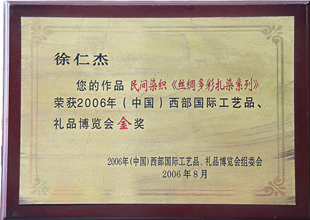 徐仁杰
您的作品 民间染织《丝绸多彩扎染系列》
荣获2006年（中国）西部国际工艺品、
礼品博览会金奖
2006年(中国)西部国际工艺品、礼品博览会组委会
2006年8月